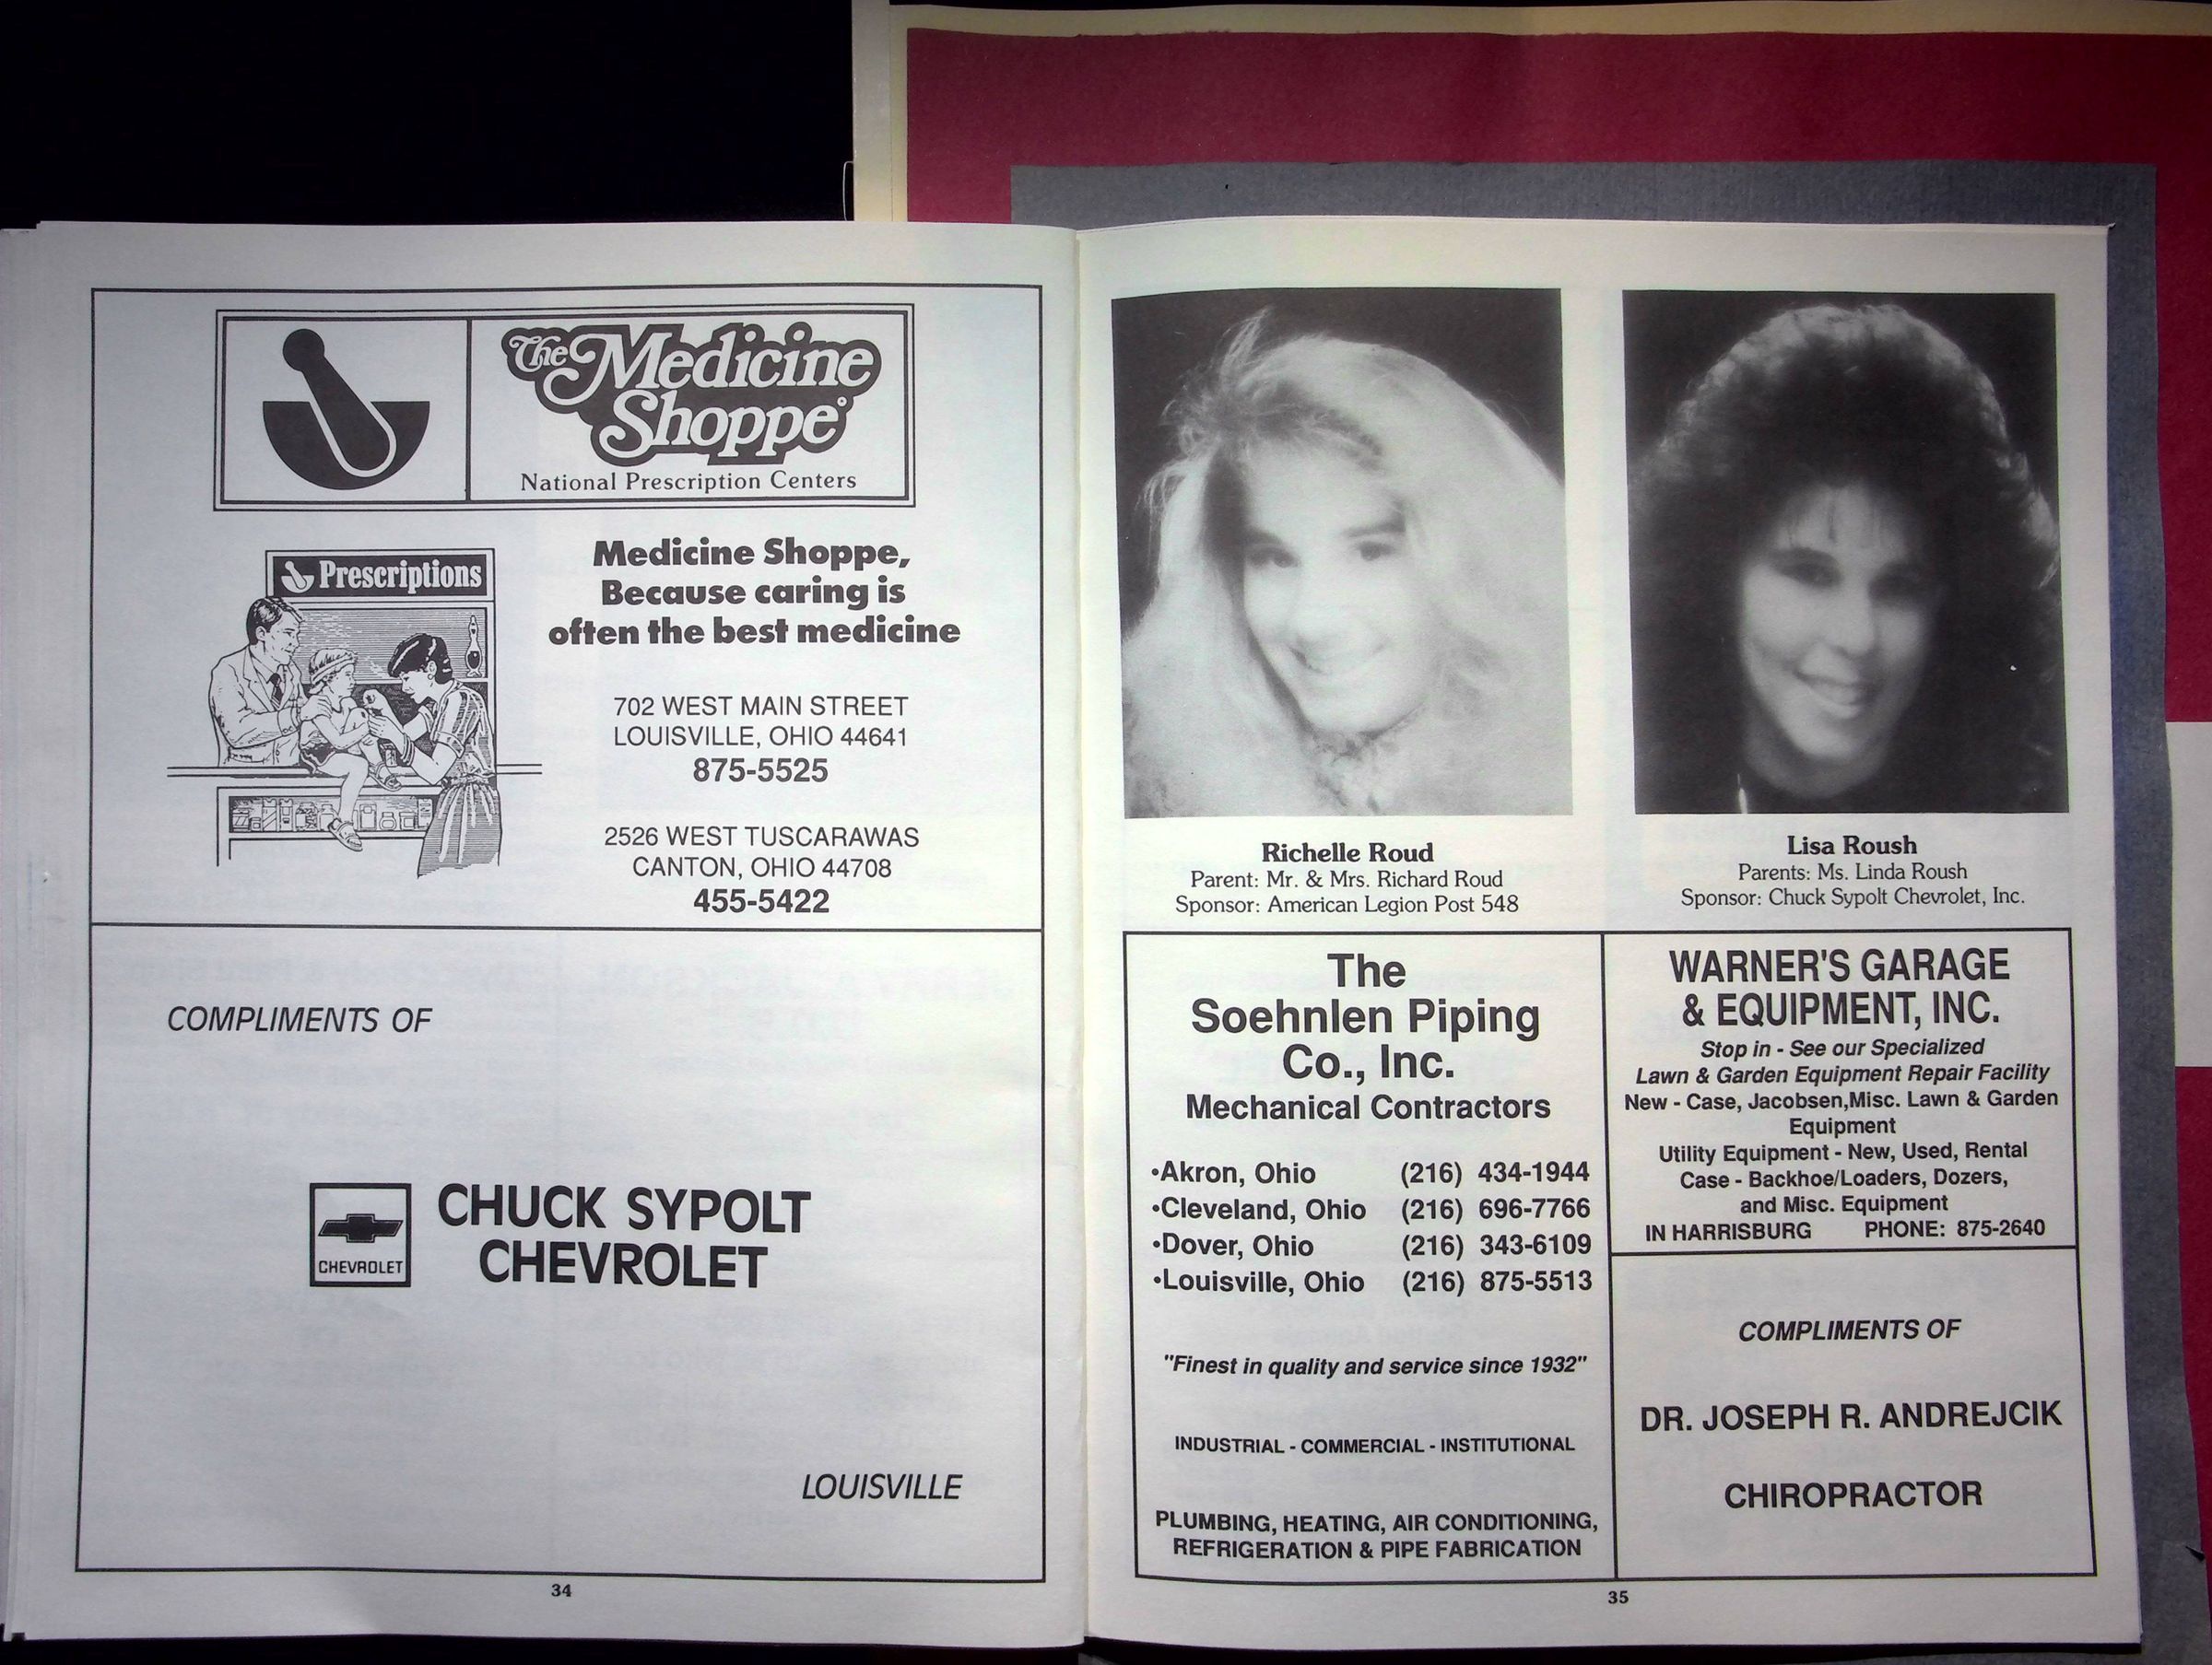 The Medicine
Shoppe®
National Prescription Centers
Prescriptions
Medicine Shoppe,
Because caring is
often the best medicine
702 WEST MAIN STREET
LOUISVILLE, OHIO 44641
875-5525
2526 WEST TUSCARAWAS
CANTON, OHIO 44708
455-5422
COMPLIMENTS OF
CHEVROLET
CHUCK SYPOLT
CHEVROLET
LOUISVILLE
34
Richelle Roud
Parent: Mr. & Mrs. Richard Roud
Sponsor: American Legion Post 548
Lisa Roush
Parents: Ms. Linda Roush
Sponsor: Chuck Sypolt Chevrolet, Inc.
The
Soehnlen Piping
Co., Inc.
Mechanical Contractors
•Akron, Ohio (216) 434-1944
•Cleveland, Ohio (216) 696-7766
•Dover, Ohio (216) 343-6109
•Louisville, Ohio (216) 875-5513
"Finest in quality and service since 1932"
INDUSTRIAL - COMMERCIAL - INSTITUTIONAL
PLUMBING, HEATING, AIR CONDITIONING,
REFRIGERATION & PIPE FABRICATION
WARNER'S GARAGE
& EQUIPMENT, INC.
Stop in - See our Specialized
Lawn & Garden Equipment Repair Facility
New - Case, Jacobsen,Misc. Lawn & Garden
Equipment
Utility Equipment - New, Used, Rental
Case - Backhoe/Loaders, Dozers,
and Misc. Equipment
IN HARRISBURG PHONE: 875-2640
COMPLIMENTS OF
DR. JOSEPH R. ANDREJCIK
CHIROPRACTOR
35